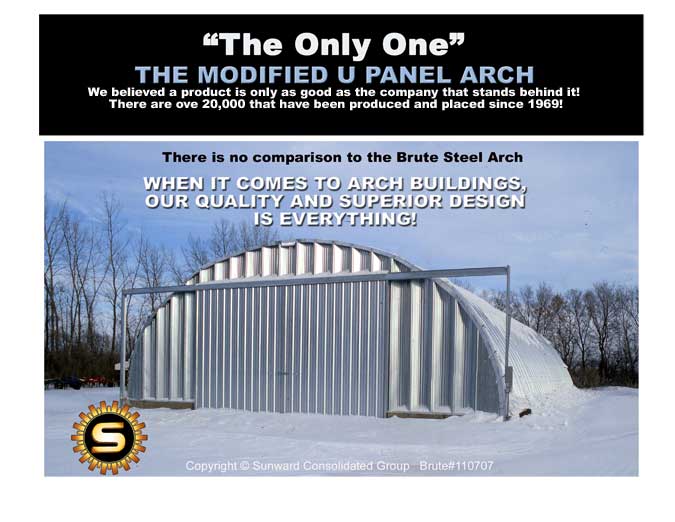 “The Only One”
THE MODIFIED U PANEL ARCH
We believed a product is only as good as the company that stands behind it!
There are ove 20,000 that have been produced and placed since 1969!
There is no comparison to the Brute Steel Arch
WHEN IT COMES TO ARCH BUILDINGS,
OUR QUALITY AND SUPERIOR DESIGN
IS EVERYTHING!
S
Copyright © Sunward Consolidated Group Brute#110707